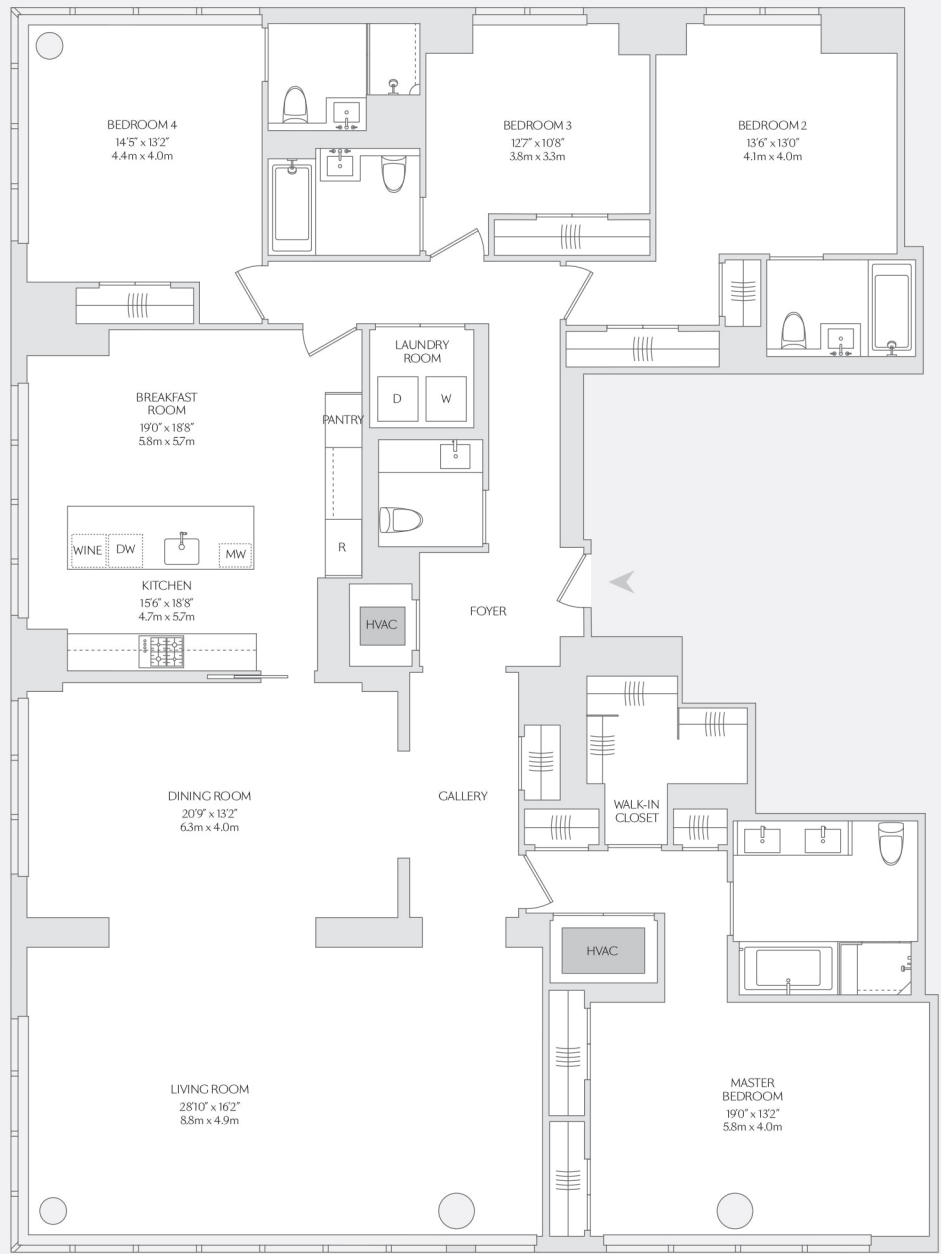 BEDROOM 4
14'5" x 13'2"
4.4m x 4.0m
BEDROOM 3
12'7" x 10'8"
3.8m x 3.3m
BEDROOM 2
13'6" x 13'0"
4.1m x 4.0m
LAUNDRY
ROOM
D
W
BREAKFAST
ROOM
19'0" x 18'8"
5.8m x 5.7m
PANTRY
WINE
DW
MW
R
KITCHEN
15'6" x 18'8"
4.7m x 5.7m
HVAC
FOYER
DINING ROOM
20'9" x 13'2"
6.3m x 4.0m
GALLERY
WALK-IN
CLOSET
HVAC
LIVING ROOM
28'10" x 16'2"
8.8m x 4.9m
MASTER
BEDROOM
19'0" x 13'2"
5.8m x 4.0m